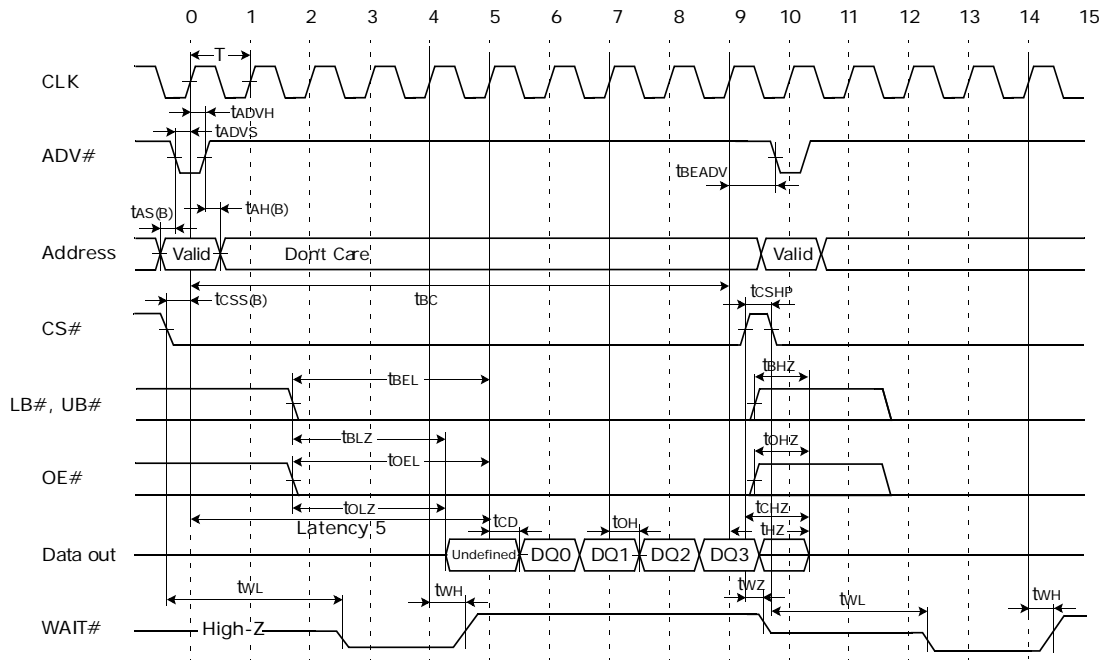 0 1 2 3 4 5 6 7 8 9 10 11 12 13 14 15
T
CLK
tADVH
tADVS
ADV#
tBEADV
tAS(B)
tAH(B)
Address
Valid
Don't Care
Valid
tCSS(B)
tBC
tCSHP
CS#
tBEL
tBHZ
LB#, UB#
tBLZ
tOEL
tOHZ
OE#
tOLZ
tCHZ
Latency 5
tCD
tOH
tHZ
Data out
Undefined DQ0 DQ1 DQ2 DQ3
tWL
tWH
tWZ
tWL
tWH
WAIT#
High-Z